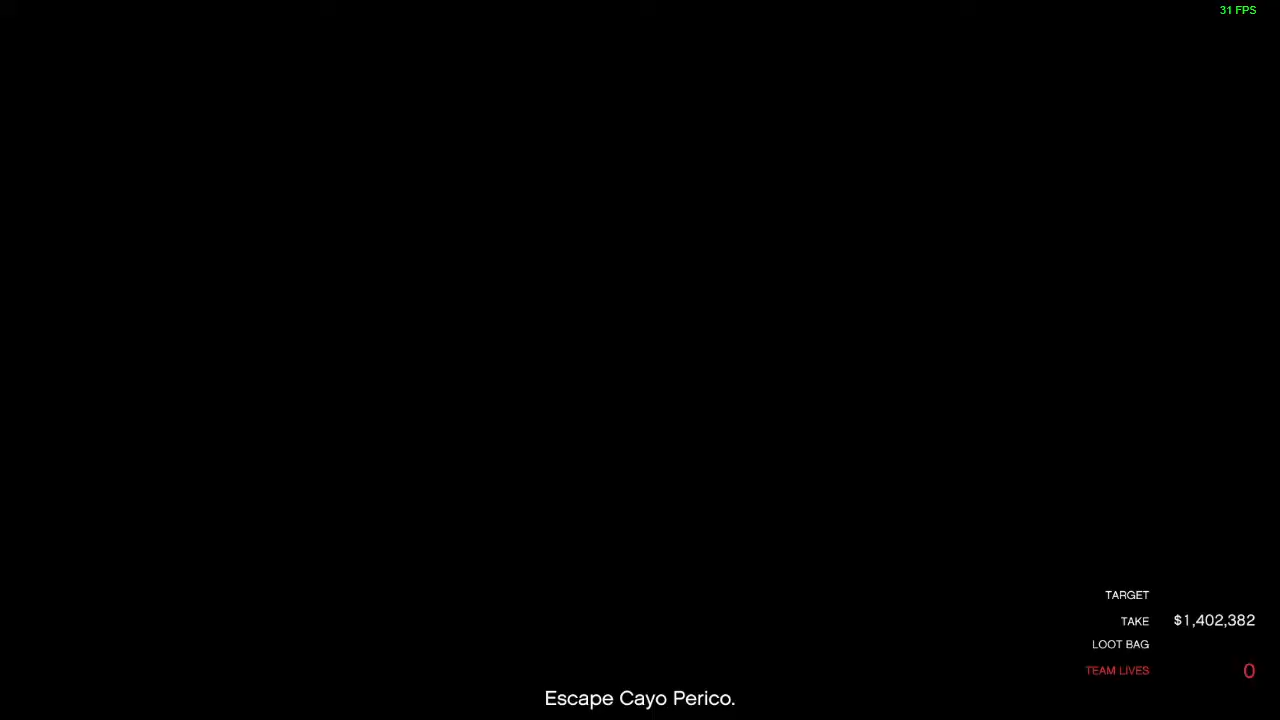 31 FPS
TARGET
TAKE $1,402,382
LOOT BAG
TEAM LIVES 0
Escape Cayo Perico.